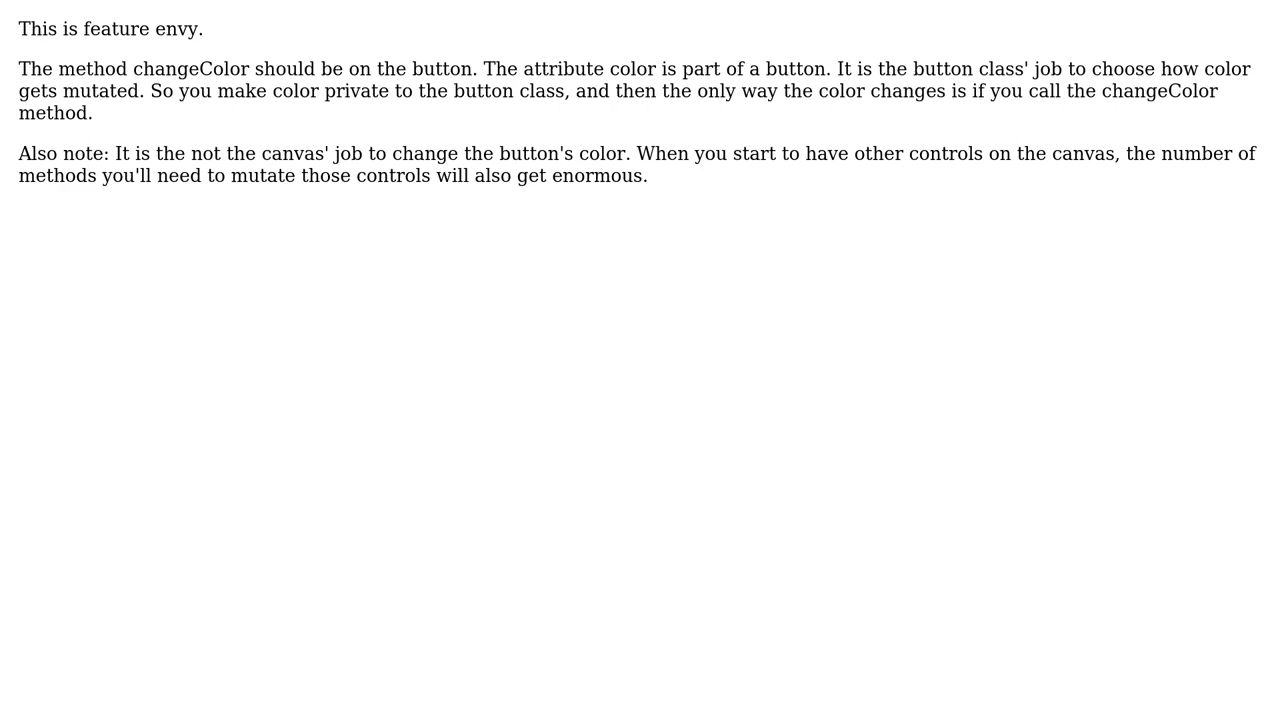 This is feature envy.
The method changeColor should be on the button. The attribute color is part of a button. It is the button class' job to choose how color
gets mutated. So you make color private to the button class, and then the only way the color changes is if you call the changeColor
method.
Also note: It is the not the canvas' job to change the button's color. When you start to have other controls on the canvas, the number of
methods you'll need to mutate those controls will also get enormous.